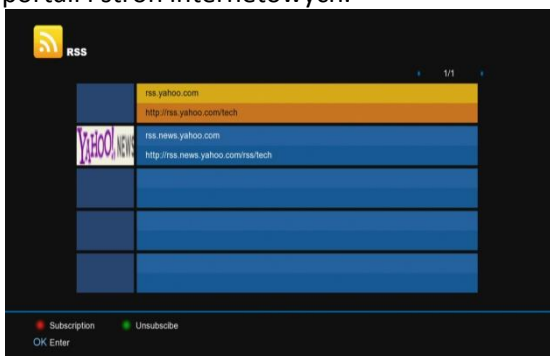 portali i stron internetowych.
RSS
1/1
rss.yahoo.com
http://rss.yahoo.com/tech
YAHOO! NEWS
rss.news.yahoo.com
http://rss.news.yahoo.com/rss/tech
Subscription Unsubscibe
OK Enter